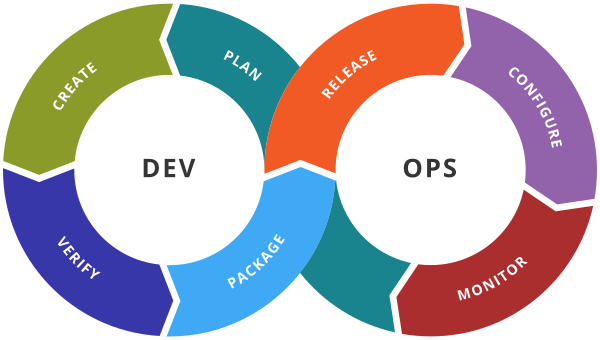 CREATE
PLAN
RELEASE
CONFIGURE
DEV
OPS
VERIFY
PACKAGE
MONITOR